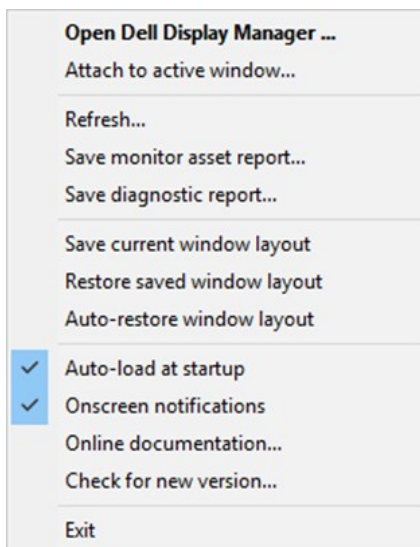 Open Dell Display Manager ...
Attach to active window...
Refresh...
Save monitor asset report...
Save diagnostic report...
Save current window layout
Restore saved window layout
Auto-restore window layout
Auto-load at startup
Onscreen notifications
Online documentation...
Check for new version...
Exit